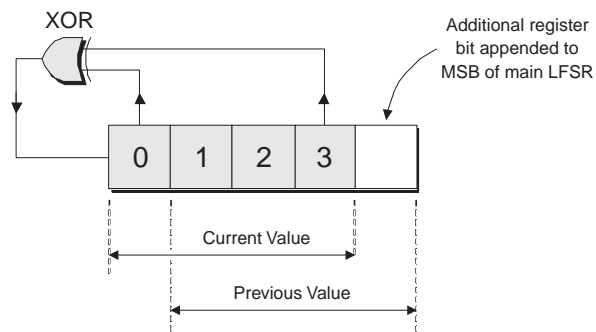 XOR
Additional register
bit appended to
MSB of main LFSR
0 1 2 3
Current Value
Previous Value